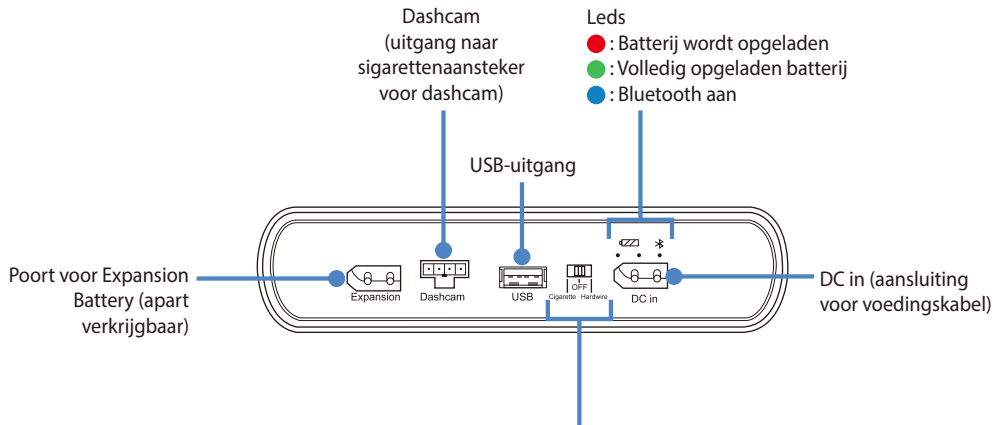 Dashcam
(uitgang naar
sigarettenaansteker
voor dashcam)
Leds
: Batterij wordt opgeladen
: Volledig opgeladen batterij
: Bluetooth aan
USB-uitgang
Poort voor Expansion
Battery (apart
verkrijgbaar)
Expansion
Dashcam
USB
OFF
Cigarette Hardwire
DC in
DC in (aansluiting
voor voedingskabel)